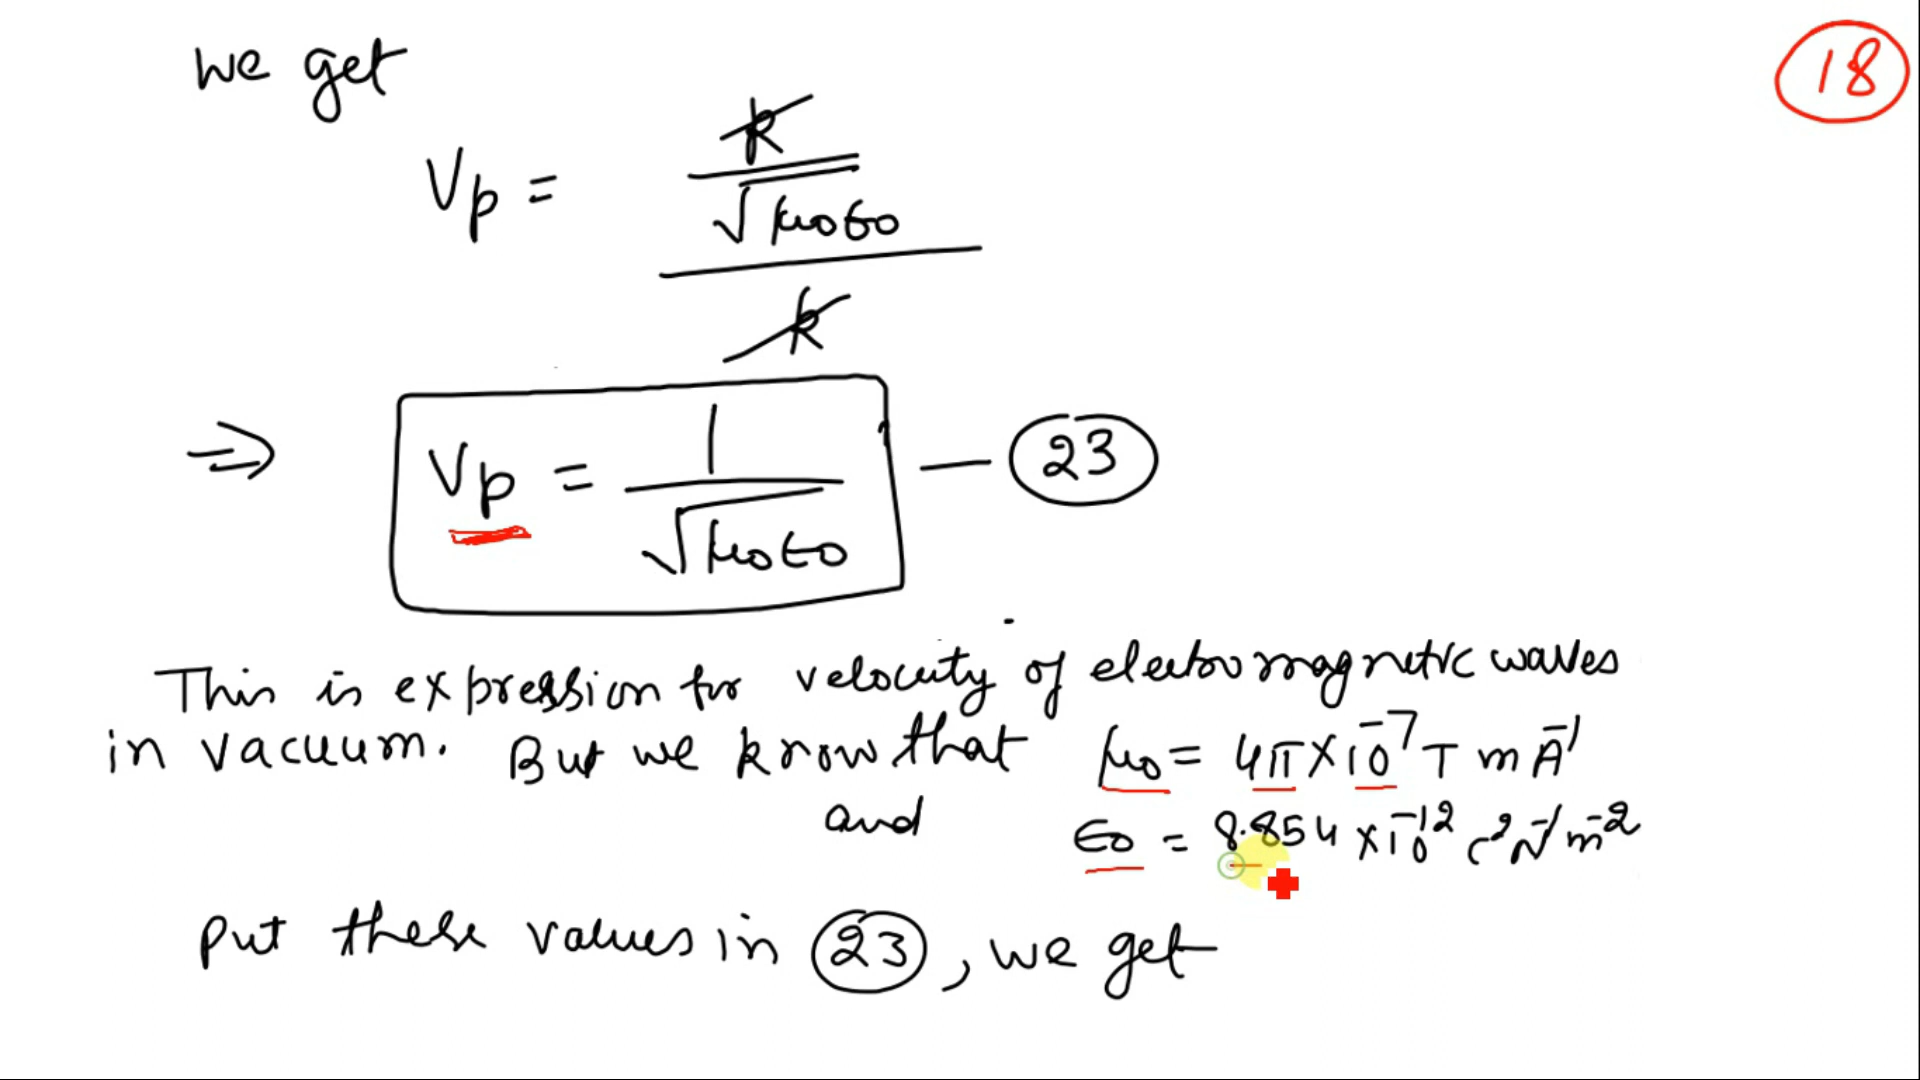 we get
18
Vp = k/√μ0ϵ0 / k
⇒ Vp = 1/√μ0ϵ0 — 23
This is expression for velocity of electromagnetic waves
in vacuum. But we know that μ0 = 4π×10⁻⁷ T m A⁻¹
and ϵ0 = 8.854 ×10⁻¹² C² N⁻¹ m⁻²
put these values in 23, we get